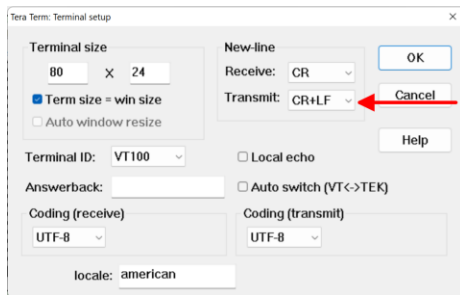 Tera Term: Terminal setup
Terminal size
80 X 24
Term size = win size
Auto window resize
New-line
Receive: CR
Transmit: CR+LF
OK
Cancel
Help
Terminal ID: VT100
Local echo
Answerback:
Auto switch (VT<->TEK)
Coding (receive)
UTF-8
Coding (transmit)
UTF-8
locale: american